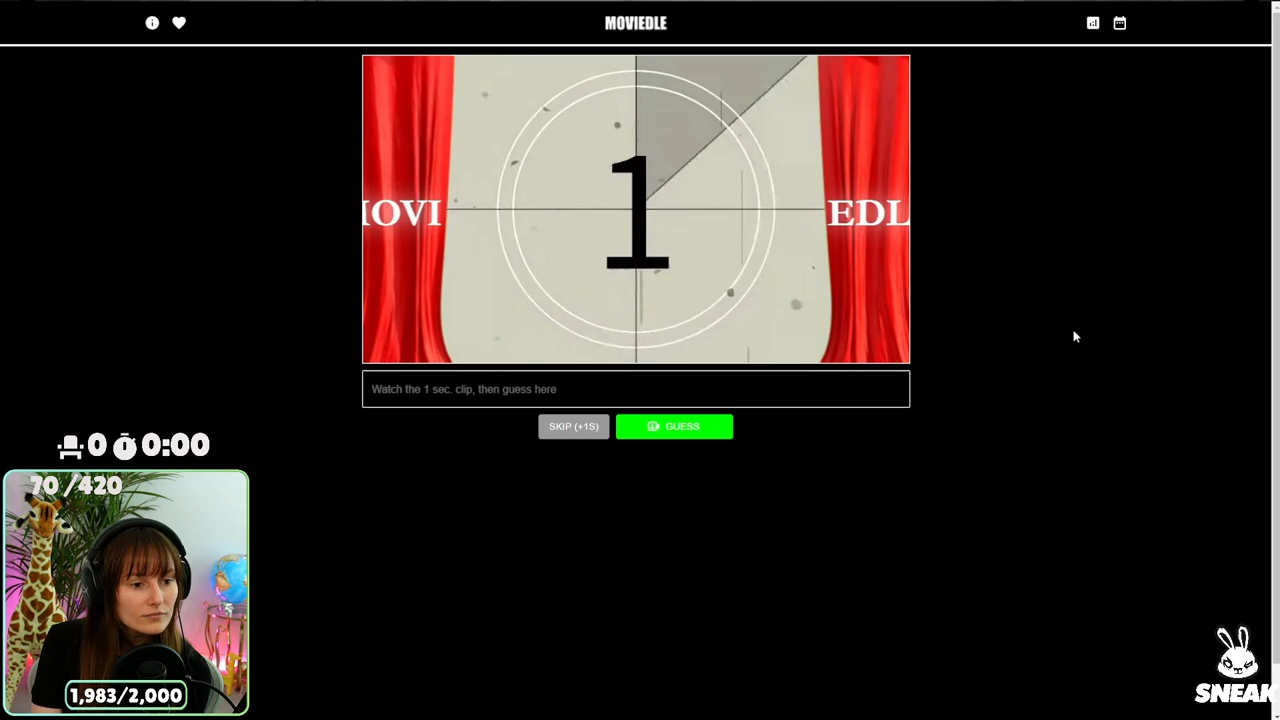 MOVIEDLE
MOVI
1
EDL
Watch the 1 sec. clip, then guess here
SKIP (+1S)
GUESS
0 0:00
70 /420
1,983/2,000
SNEAK